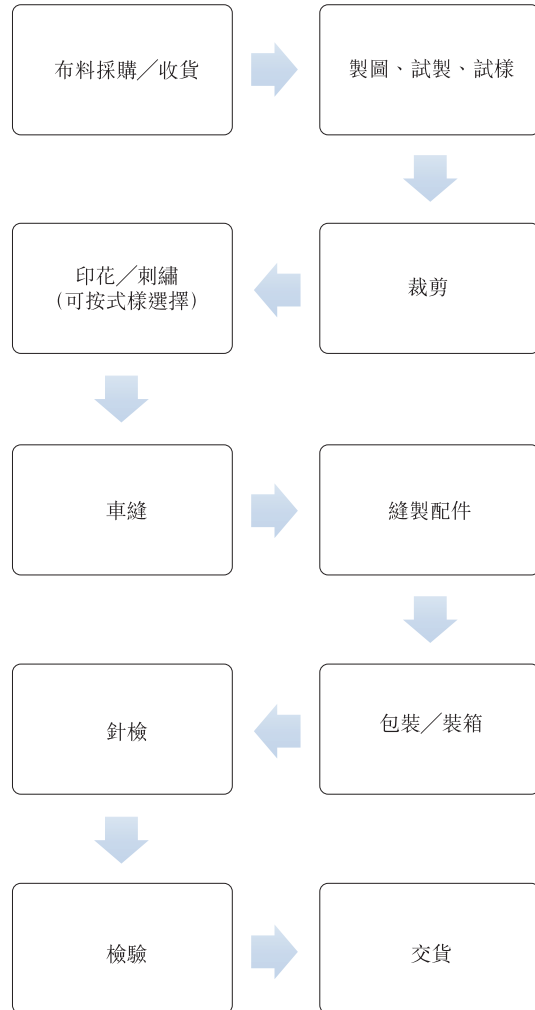 布料採購／收貨
製圖、試製、試樣
裁剪
印花／刺繡
(可按式樣選擇)
車縫
縫製配件
包裝／裝箱
針檢
檢驗
交貨